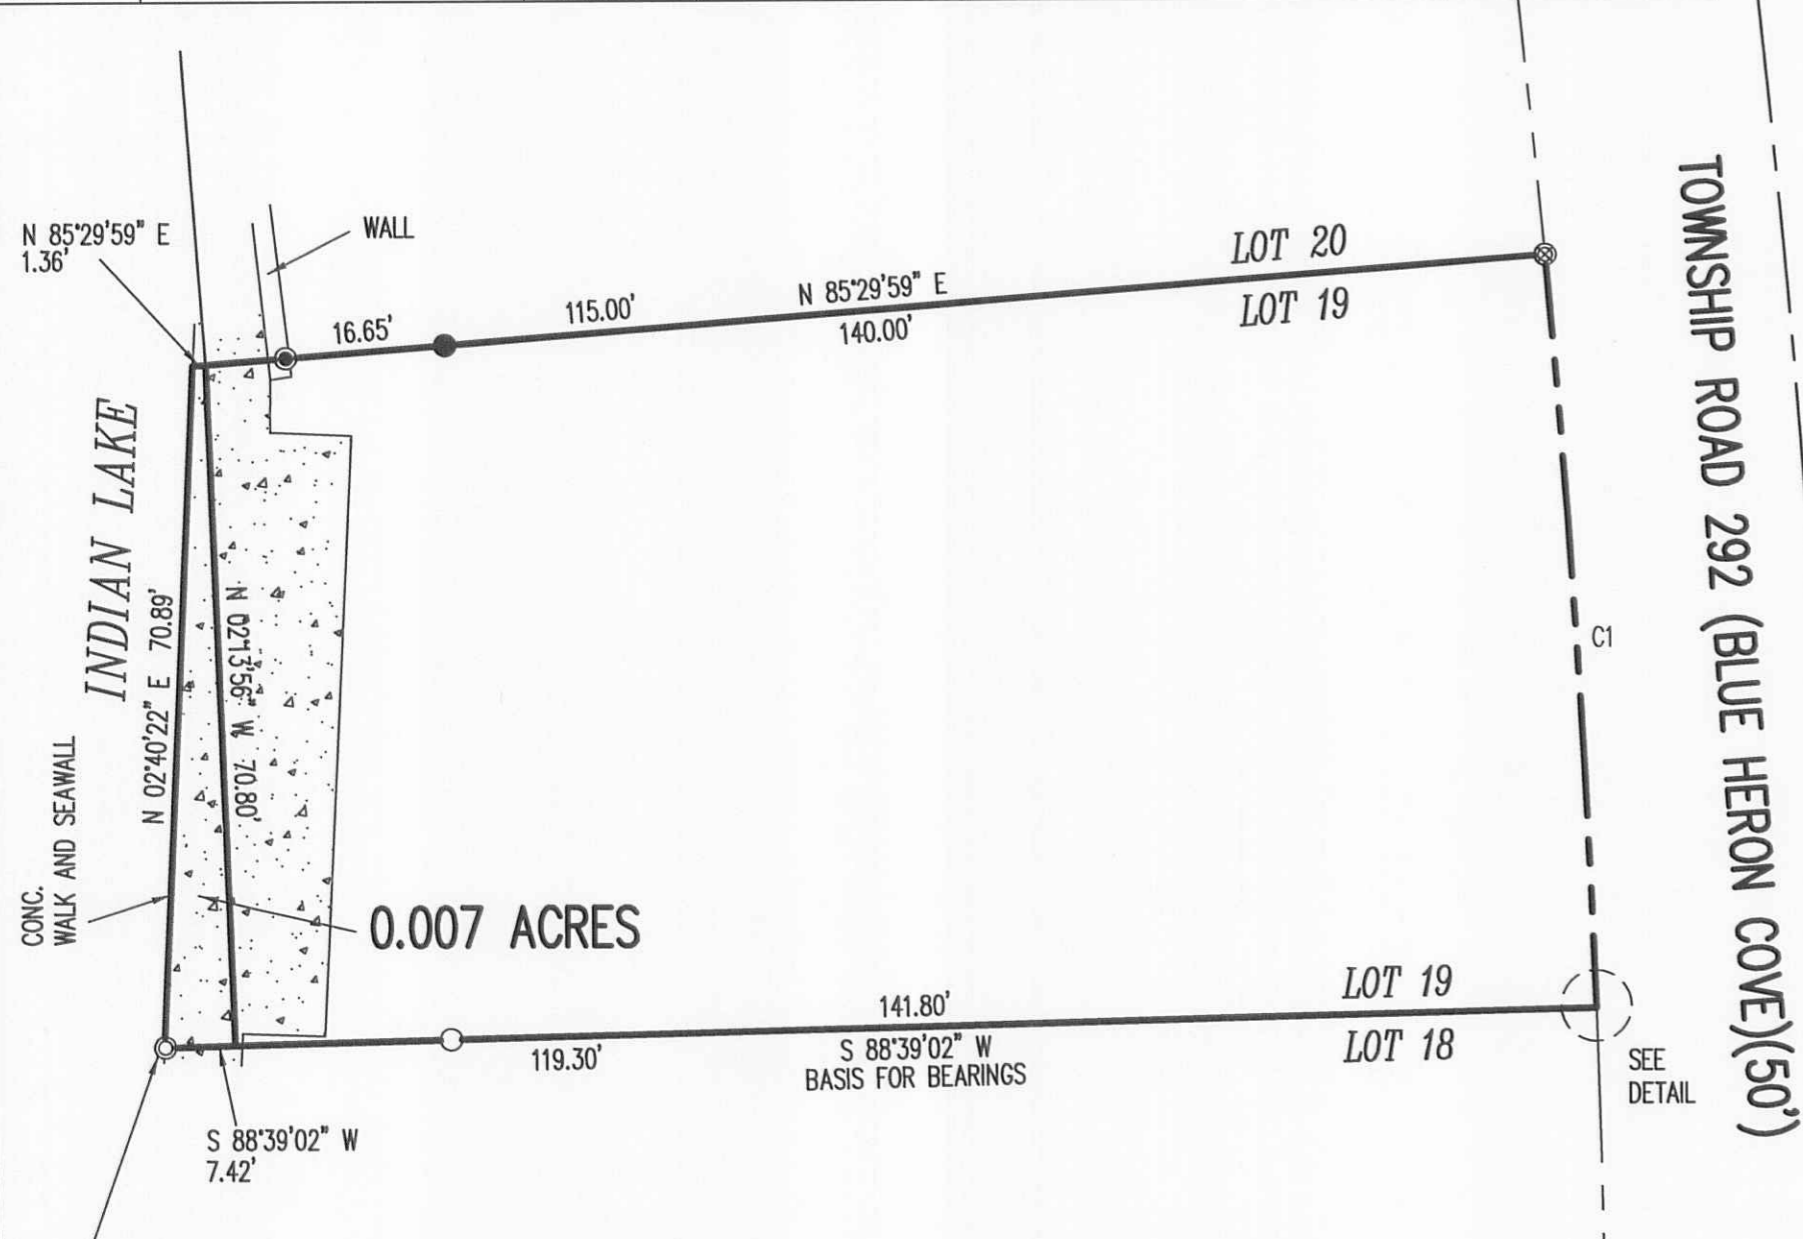 N 85°29'59" E
1.36'
WALL
16.65'
115.00'
N 85°29'59" E
140.00'
LOT 20
LOT 19
TOWNSHIP ROAD 292 (BLUE HERON COVE)(50')
INDIAN LAKE
N 02°40'22" E 70.89'
N 02°13'56" W 70.80'
C1
CONC.
WALK AND SEAWALL
0.007 ACRES
LOT 19
LOT 18
141.80'
119.30'
S 88°39'02" W
BASIS FOR BEARINGS
SEE
DETAIL
S 88°39'02" W
7.42'